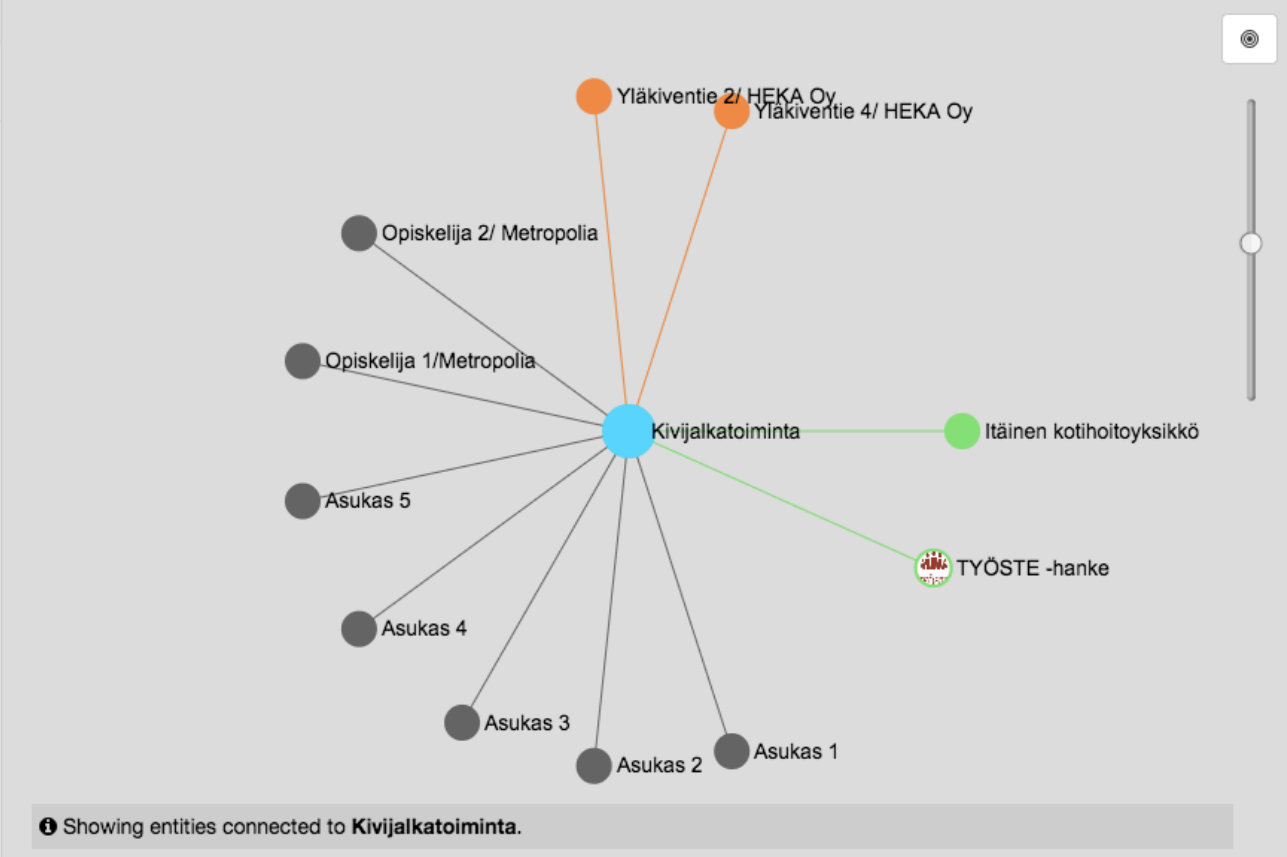 Yläkiventie 2/ HEKA Oy
Yläkiventie 4/ HEKA Oy
Opiskelija 2/ Metropolia
Opiskelija 1/Metropolia
Kivijalkatoiminta
Itäinen kotihoitoyksikkö
Asukas 5
TYÖSTE -hanke
Asukas 4
Asukas 3
Asukas 2
Asukas 1
Showing entities connected to Kivijalkatoiminta.